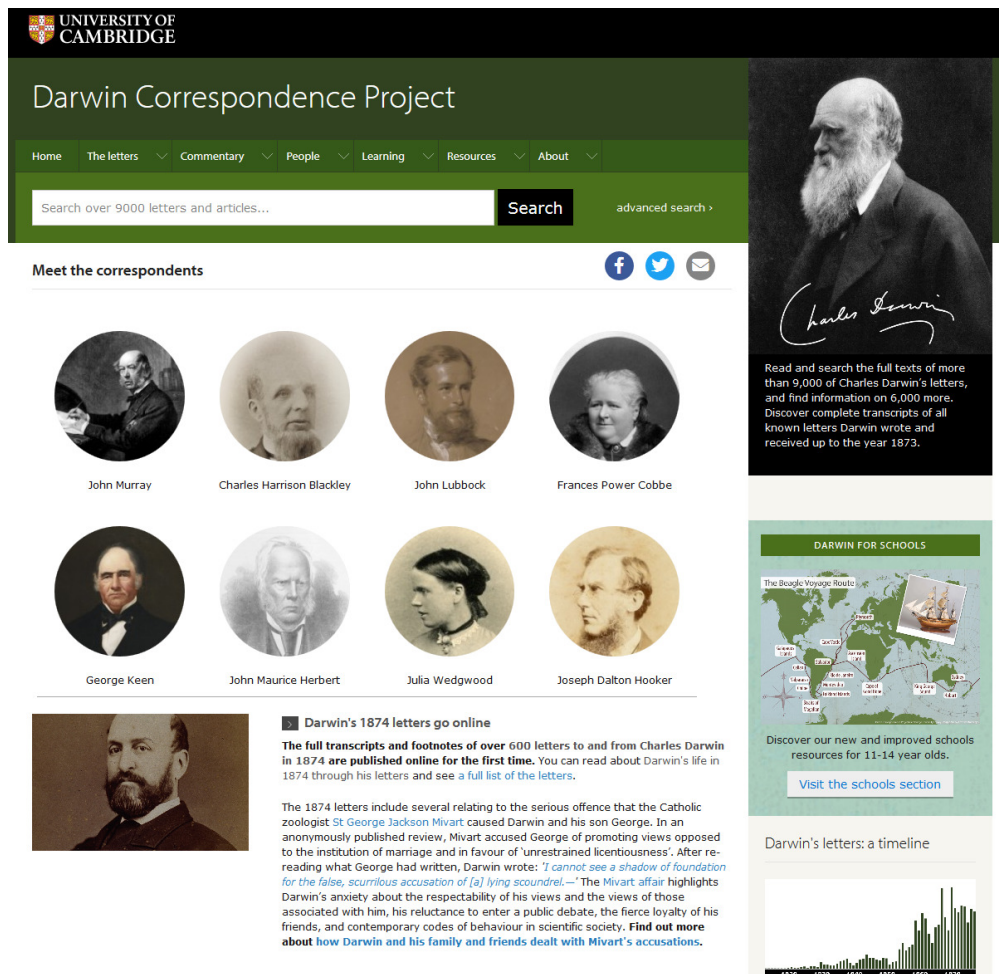 UNIVERSITY OF
CAMBRIDGE
Darwin Correspondence Project
Home The letters Commentary People Learning Resources About
Search over 9000 letters and articles...
Search
advanced search ›
Charles Darwin
Read and search the full texts of more
than 9,000 of Charles Darwin's letters,
and find information on 6,000 more.
Discover complete transcripts of all
known letters Darwin wrote and
received up to the year 1873.
Meet the correspondents
John Murray
Charles Harrison Blackley
John Lubbock
Frances Power Cobbe
George Keen
John Maurice Herbert
Julia Wedgwood
Joseph Dalton Hooker
Darwin's 1874 letters go online
The full transcripts and footnotes of over 600 letters to and from Charles Darwin
in 1874 are published online for the first time. You can read about Darwin's life in
1874 through his letters and see a full list of the letters.
The 1874 letters include several relating to the serious offence that the Catholic
zoologist St George Jackson Mivart caused Darwin and his son George. In an
anonymously published review, Mivart accused George of promoting views opposed
to the institution of marriage and in favour of 'unrestrained licentiousness'. After re-
reading what George had written, Darwin wrote: 'I cannot see a shadow of foundation
for the false, scurrilous accusation of [a] lying scoundrel.—' The Mivart affair highlights
Darwin's anxiety about the respectability of his views and the views of those
associated with him, his reluctance to enter a public debate, the fierce loyalty of his
friends, and contemporary codes of behaviour in scientific society. Find out more
about how Darwin and his family and friends dealt with Mivart's accusations.
DARWIN FOR SCHOOLS
The Beagle Voyage Route
Plymouth
Discover our new and improved schools
resources for 11-14 year olds.
Visit the schools section
Darwin's letters: a timeline